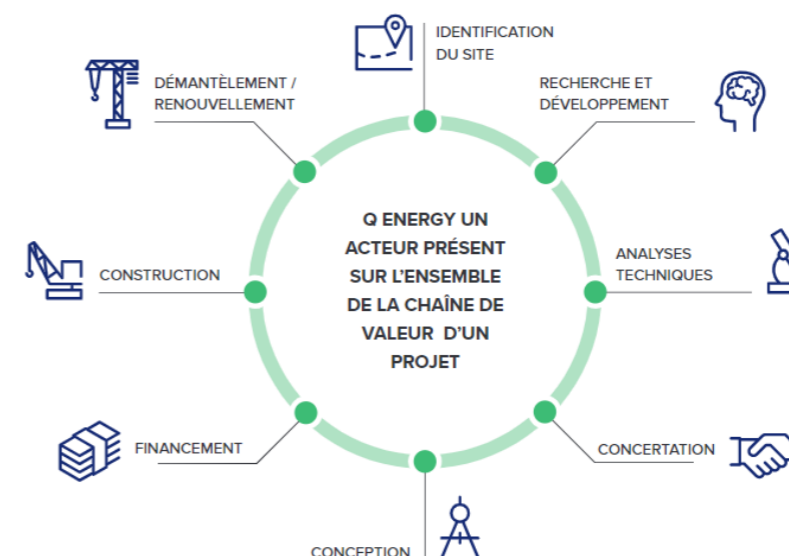 IDENTIFICATION
DU SITE
RECHERCHE ET
DÉVELOPPEMENT
ANALYSES
TECHNIQUES
CONCERTATION
CONCEPTION
FINANCEMENT
CONSTRUCTION
DÉMANTÈLEMENT /
RENOUVELLEMENT
Q ENERGY UN
ACTEUR PRÉSENT
SUR L'ENSEMBLE
DE LA CHAÎNE DE
VALEUR D'UN
PROJET